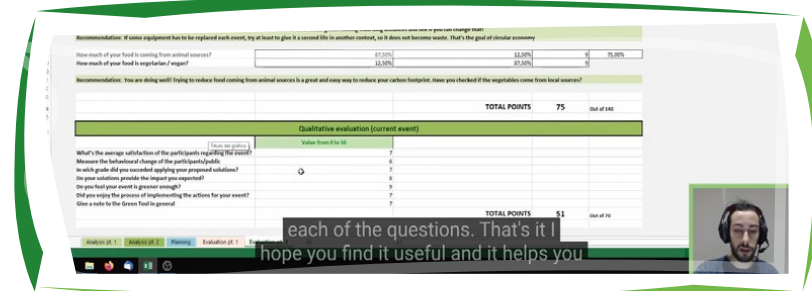 Recommendation: If some equipment has to be replaced each event, try at least to give it a second life in another context, so it does not become waste. That's the goal of circular economy
How much of your food is coming from animal sources? 87,50% 12,50% 9 75,00%
How much of your food is vegetarian / vegan? 12,50% 87,50% 9
Recommendation: You are doing well! Trying to reduce food coming from animal sources is a great and easy way to reduce your carbon footprint. Have you checked if the vegetables come from local sources?
TOTAL POINTS 75 Out of 140
Qualitative evaluation (current event)
Value from 0 to 10
Título del gráfico
What's the average satisfaction of the participants regarding the event? 7
Measure the behavioural change of the participants/public 6
In wich grade did you succeded applying your proposed solutions? 7
Do your solutions provide the impact you expected? 8
Do you feel your event is greener enough? 9
Did you enjoy the process of implementing the actions for your event? 7
Give a note to the Green Tool in general 7
TOTAL POINTS 51 Out of 70
Analysis pt. 1 Analysis pt. 2 Planning Evaluation pt. 1
each of the questions. That's it I
hope you find it useful and it helps you